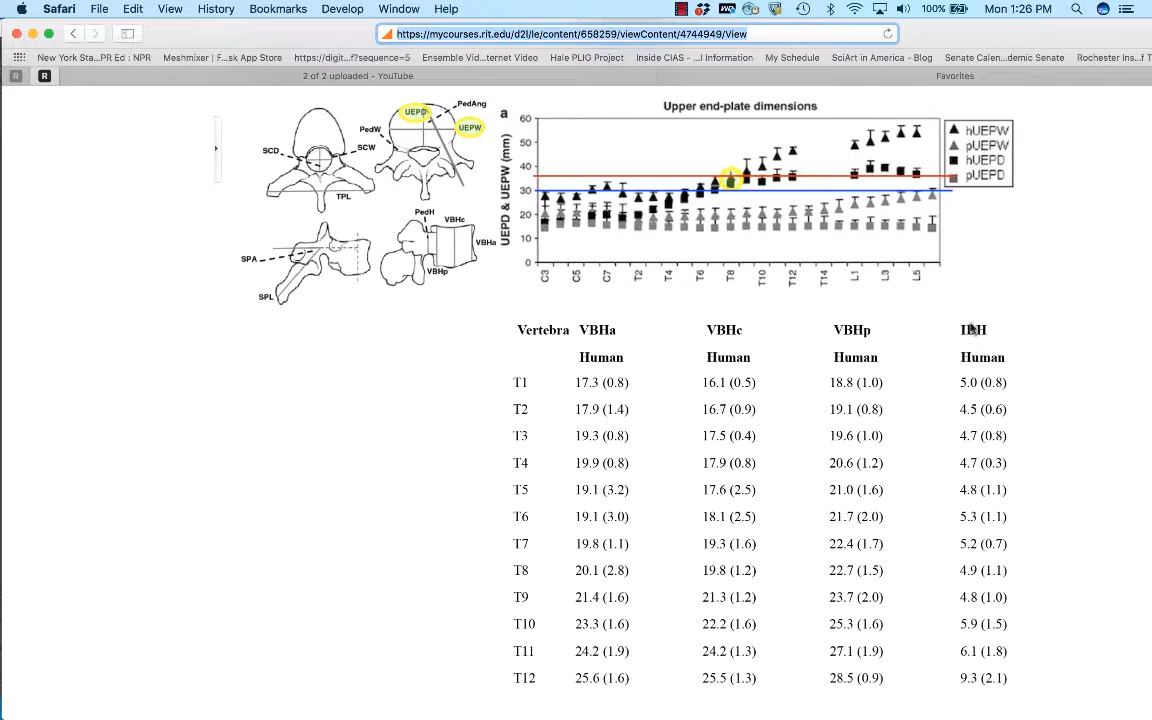 Safari File Edit View History Bookmarks Develop Window Help 100% Mon 1:26 PM
https://mycourses.rit.edu/d2l/le/content/658259/viewContent/4744949/View
New York Sta...PR Ed : NPR Meshmixer | F...sk App Store https://digit...f?sequence=5 Ensemble Vid...ternet Video Hale PLIG Project Inside CIAS - ...l Information My Schedule SciArt in America - Blog Senate Calen...demic Senate Rochester Ins...f T
R R 2 of 2 uploaded - YouTube Favorites
SCD
SCW
TPL
UEPD
PedAng
PedW
UEPW
SPA
SPL
PedH
VBHc
VBHa
VBHp
a
Upper end-plate dimensions
UEPD & UEPW (mm)
60
50
40
30
20
10
0
C3 C5 C7 T2 T4 T6 T8 T10 T12 T14 L1 L3 L5
hUEPW
pUEPW
hUEPD
pUEPD
Vertebra VBHa VBHc VBHp
Human Human Human Human
T1 17.3 (0.8) 16.1 (0.5) 18.8 (1.0) 5.0 (0.8)
T2 17.9 (1.4) 16.7 (0.9) 19.1 (0.8) 4.5 (0.6)
T3 19.3 (0.8) 17.5 (0.4) 19.6 (1.0) 4.7 (0.8)
T4 19.9 (0.8) 17.9 (0.8) 20.6 (1.2) 4.7 (0.3)
T5 19.1 (3.2) 17.6 (2.5) 21.0 (1.6) 4.8 (1.1)
T6 19.1 (3.0) 18.1 (2.5) 21.7 (2.0) 5.3 (1.1)
T7 19.8 (1.1) 19.3 (1.6) 22.4 (1.7) 5.2 (0.7)
T8 20.1 (2.8) 19.8 (1.2) 22.7 (1.5) 4.9 (1.1)
T9 21.4 (1.6) 21.3 (1.2) 23.7 (2.0) 4.8 (1.0)
T10 23.3 (1.6) 22.2 (1.6) 25.3 (1.6) 5.9 (1.5)
T11 24.2 (1.9) 24.2 (1.3) 27.1 (1.9) 6.1 (1.8)
T12 25.6 (1.6) 25.5 (1.3) 28.5 (0.9) 9.3 (2.1)